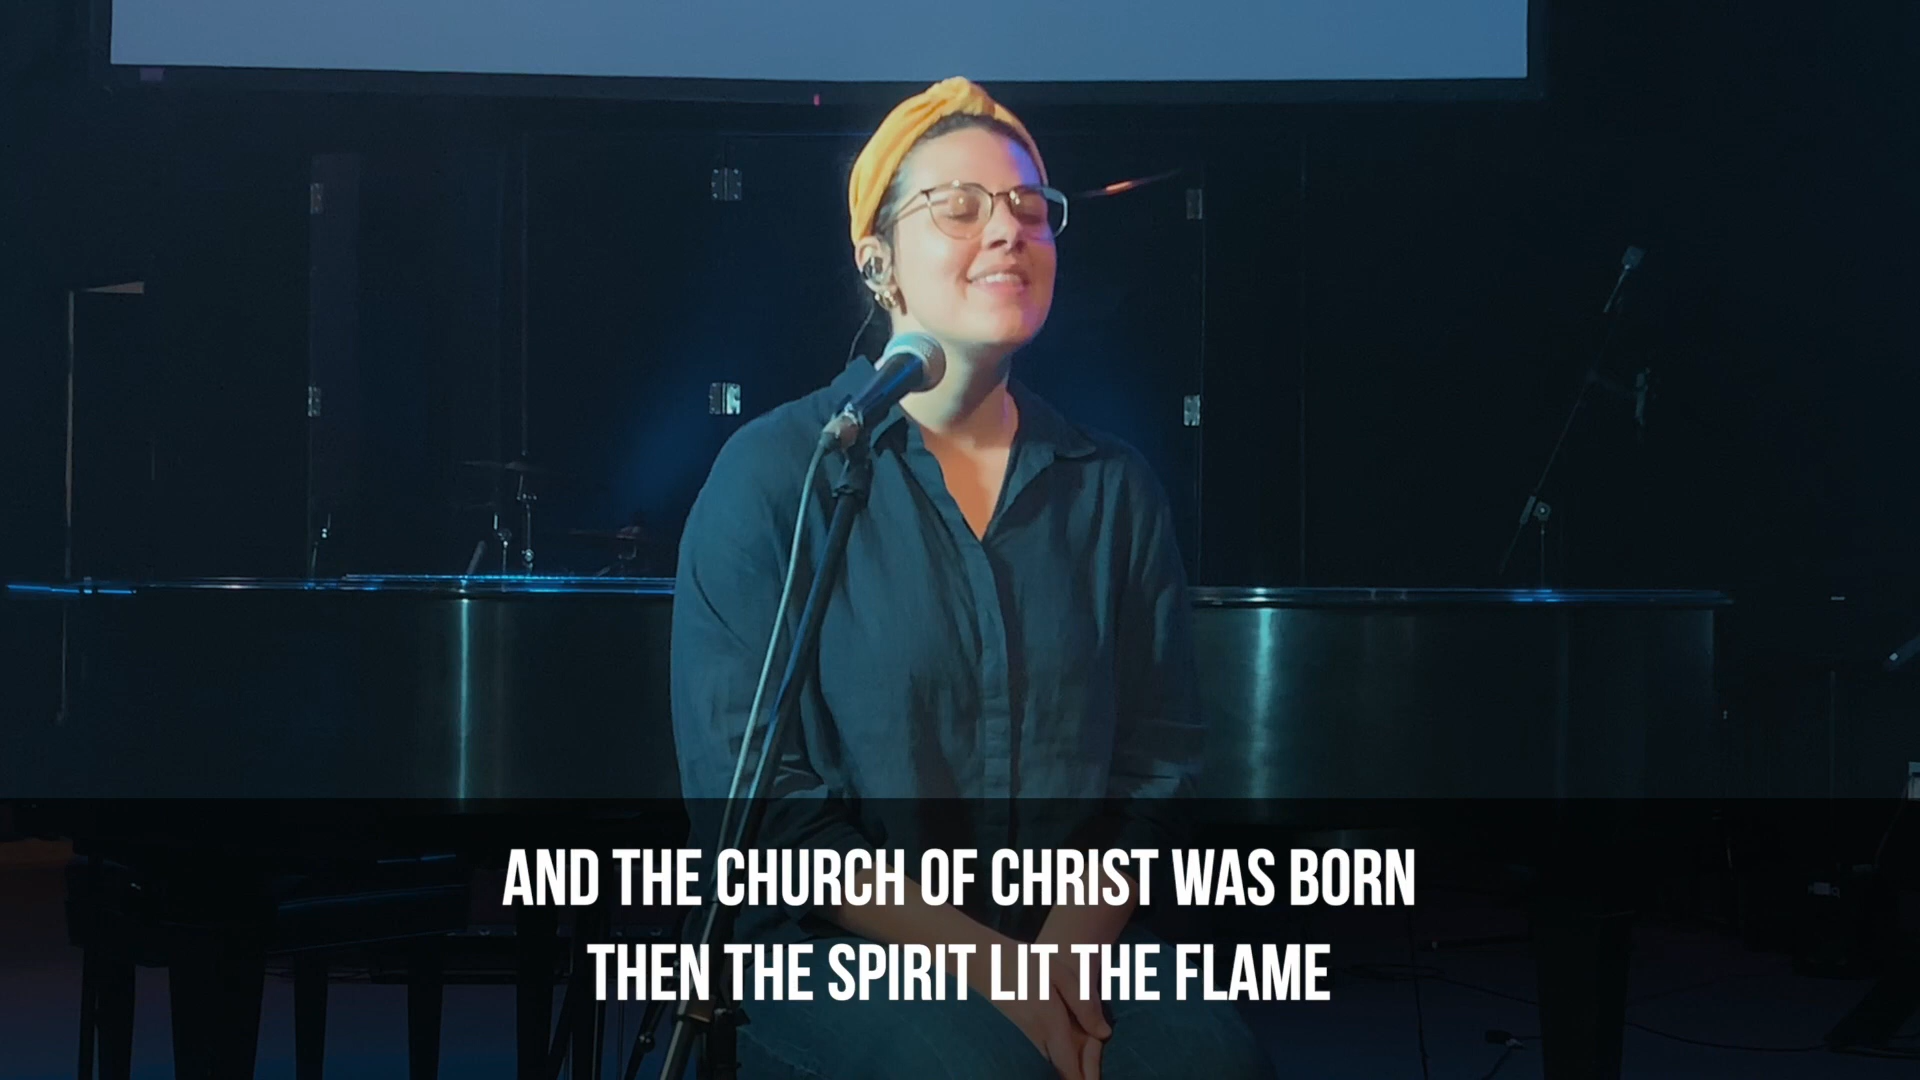 AND THE CHURCH OF CHRIST WAS BORN
THEN THE SPIRIT LIT THE FLAME